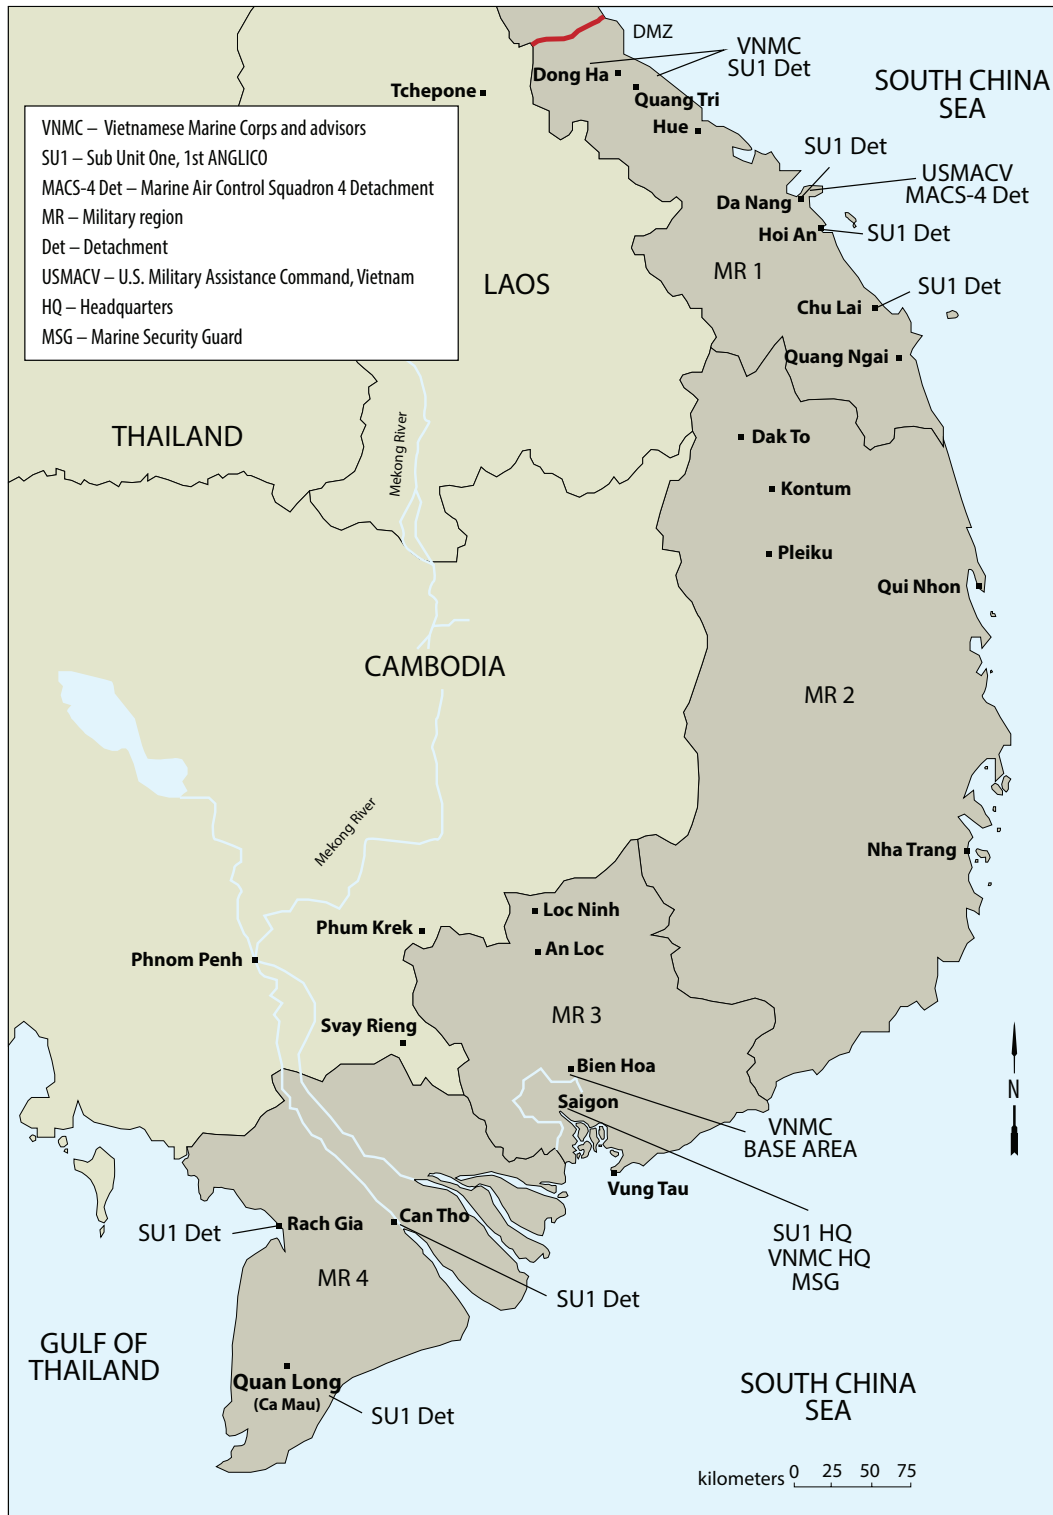 DMZ
VNMC
SU1 Det
Dong Ha
Tchepone
Quang Tri
Hue
SOUTH CHINA
SEA
VNMC – Vietnamese Marine Corps and advisors
SU1 – Sub Unit One, 1st ANGLICO
MACS-4 Det – Marine Air Control Squadron 4 Detachment
MR – Military region
Det – Detachment
USMACV – U.S. Military Assistance Command, Vietnam
HQ – Headquarters
MSG – Marine Security Guard
SU1 Det
USMACV
MACS-4 Det
Da Nang
Hoi An
SU1 Det
MR 1
LAOS
SU1 Det
Chu Lai
Quang Ngai
THAILAND
Mekong River
Dak To
Kontum
Pleiku
Qui Nhon
CAMBODIA
MR 2
Mekong River
Nha Trang
Loc Ninh
Phum Krek
An Loc
Phnom Penh
MR 3
Svay Rieng
Bien Hoa
N
Saigon
VNMC
BASE AREA
Vung Tau
SU1 Det
Rach Gia
Can Tho
SU1 HQ
VNMC HQ
MSG
MR 4
SU1 Det
GULF OF
THAILAND
Quan Long
(Ca Mau)
SU1 Det
SOUTH CHINA
SEA
kilometers 0 25 50 75